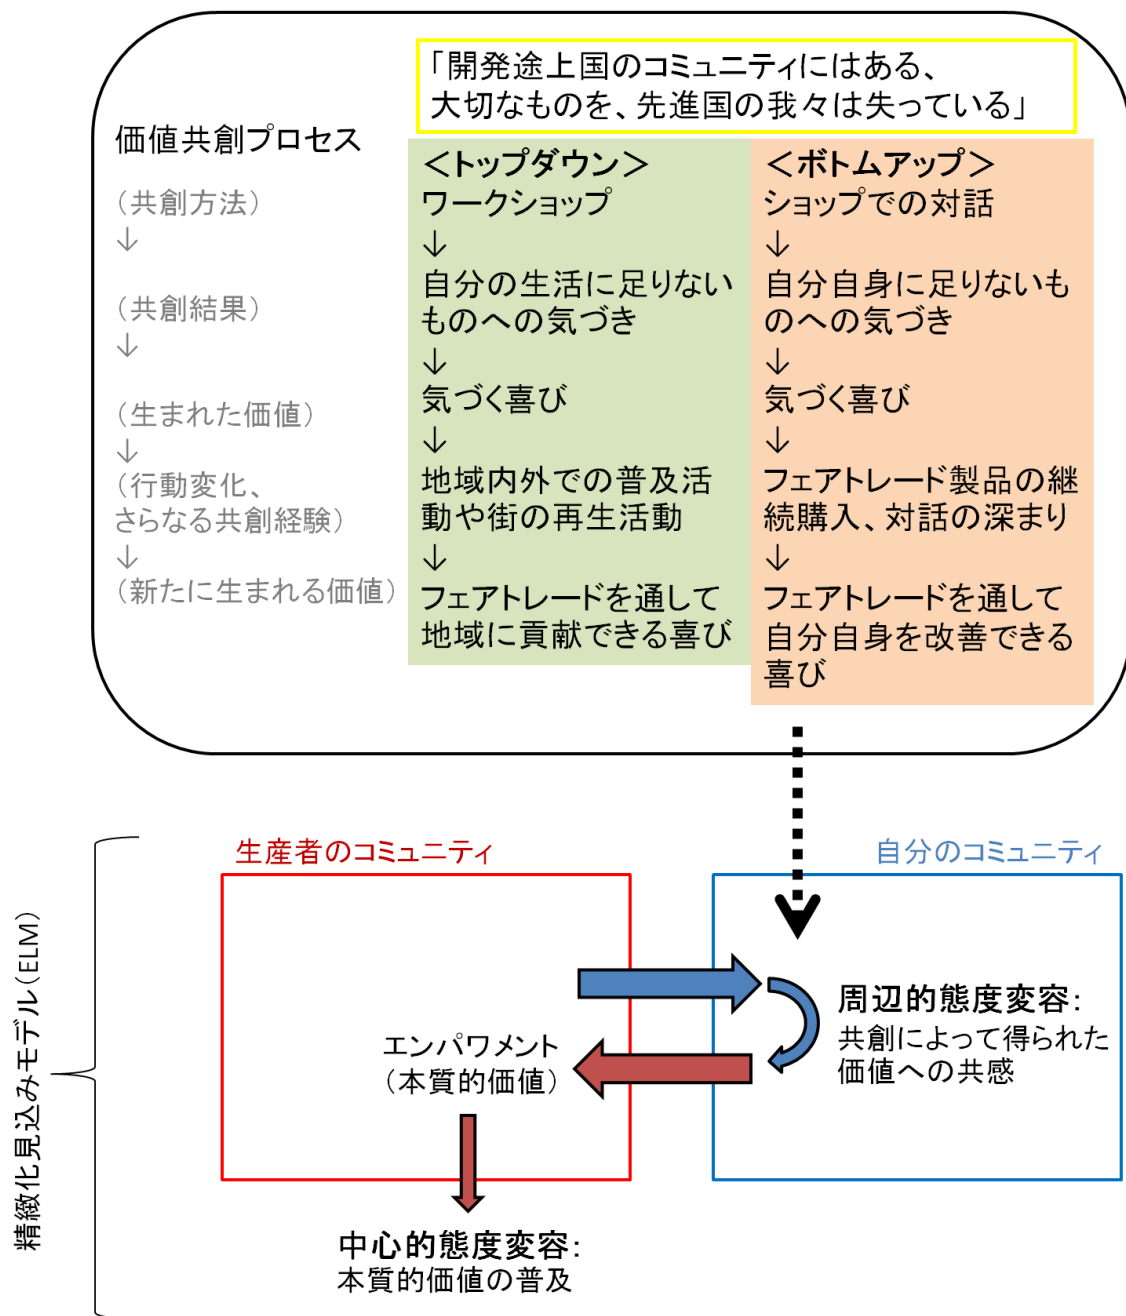 「開発途上国のコミュニティにはある、
大切なものを、先進国の我々は失っている」
価値共創プロセス
（共創方法）
↓
（共創結果）
↓
（生まれた価値）
↓
（行動変化、
さらなる共創経験）
↓
（新たに生まれる価値）
＜トップダウン＞
ワークショップ
↓
自分の生活に足りない
ものへの気づき
↓
気づく喜び
↓
地域内外での普及活
動や街の再生活動
↓
フェアトレードを通して
地域に貢献できる喜び
＜ボトムアップ＞
ショップでの対話
↓
自分自身に足りないも
のへの気づき
↓
気づく喜び
↓
フェアトレード製品の継
続購入、対話の深まり
↓
フェアトレードを通して
自分自身を改善できる
喜び
精緻化見込みモデル（ELM）
生産者のコミュニティ
自分のコミュニティ
エンパワメント
（本質的価値）
周辺的態度変容：
共創によって得られた
価値への共感
中心的態度変容：
本質的価値の普及